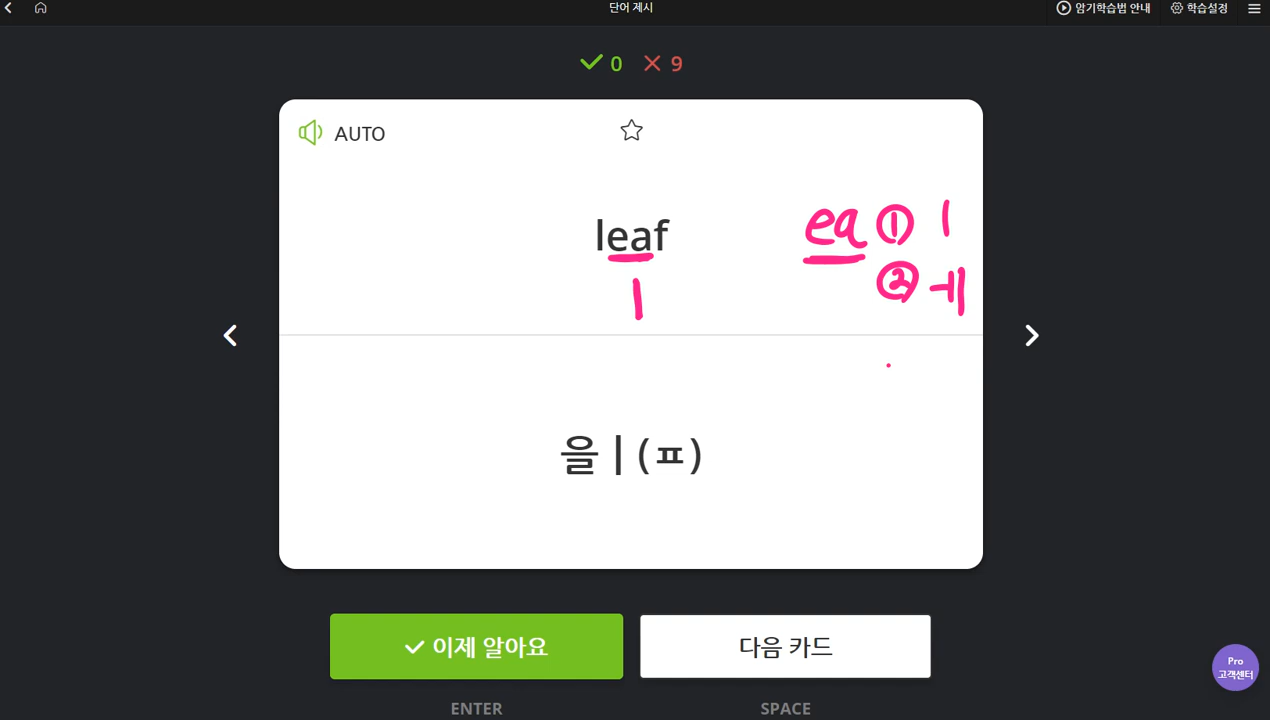 단어 제시
암기학습법 안내
학습설정
0 9
AUTO
leaf
ㅣ
ea ① ㅣ
② ㅔ
을ㅣ(ㅍ)
이제 알아요
다음 카드
ENTER
SPACE
Pro
고객센터